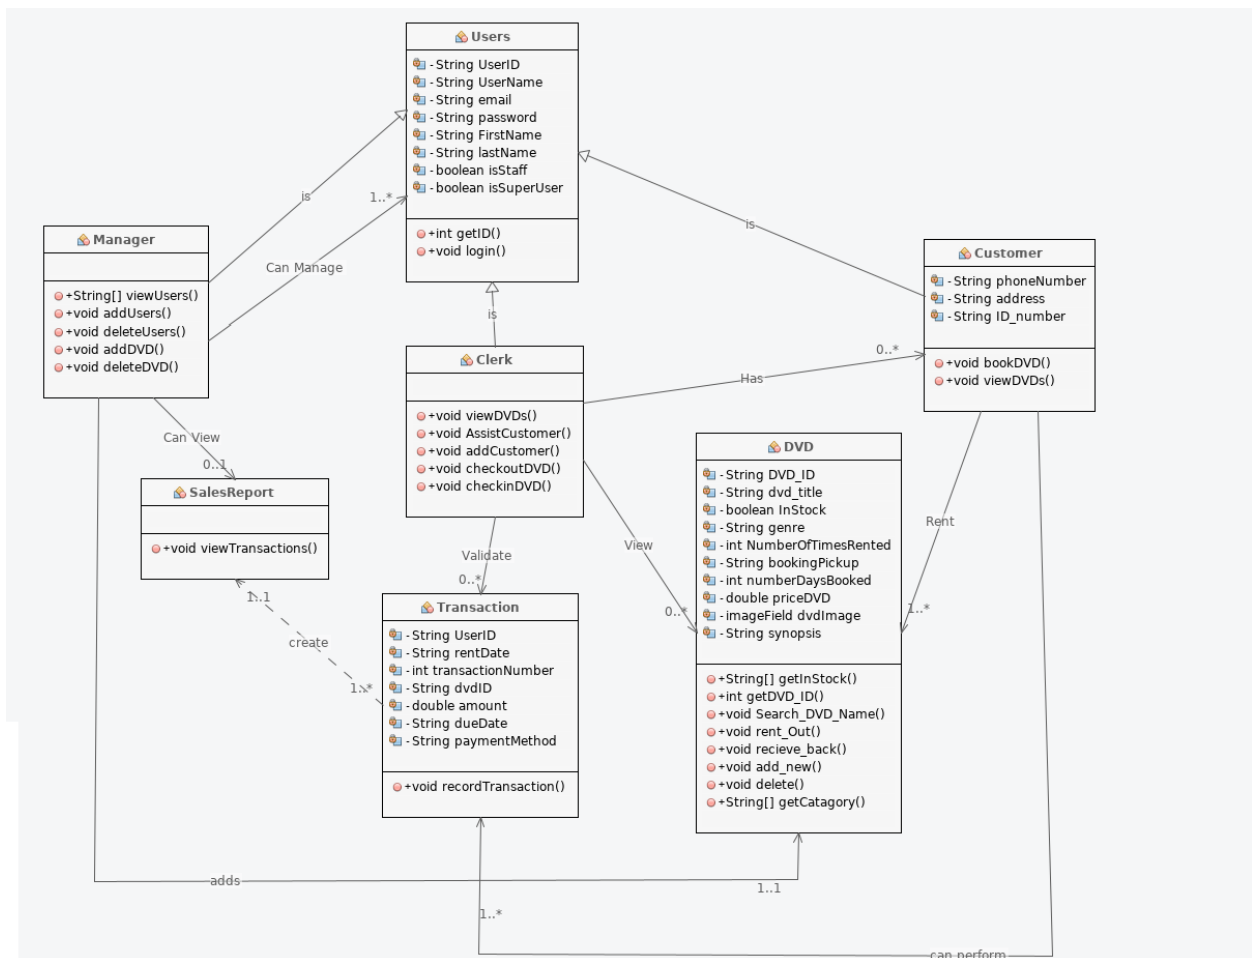 Users
- String UserID
- String UserName
- String email
- String password
- String FirstName
- String lastName
- boolean isStaff
- boolean isSuperUser
+int getID()
+void login()
is
1..*
Can Manage
is
is
Manager
+String[] viewUsers()
+void addUsers()
+void deleteUsers()
+void addDVD()
+void deleteDVD()
Customer
- String phoneNumber
- String address
- String ID_number
+void bookDVD()
+void viewDVDs()
Clerk
+void viewDVDs()
+void AssistCustomer()
+void addCustomer()
+void checkoutDVD()
+void checkinDVD()
Has
0..*
Can View
0..1
SalesReport
+void viewTransactions()
1..1
create
1..*
Validate
0..*
View
0..*
Rent
1..*
DVD
- String DVD_ID
- String dvd_title
- boolean InStock
- String genre
- int NumberOfTimesRented
- String bookingPickup
- int numberDaysBooked
- double priceDVD
- imageField dvdImage
- String synopsis
+String[] getInStock()
+int getDVD_ID()
+void Search_DVD_Name()
+void rent_Out()
+void recieve_back()
+void add_new()
+void delete()
+String[] getCatagory()
Transaction
- String UserID
- String rentDate
- int transactionNumber
- String dvdID
- double amount
- String dueDate
- String paymentMethod
+void recordTransaction()
adds
1..1
1..*
can perform